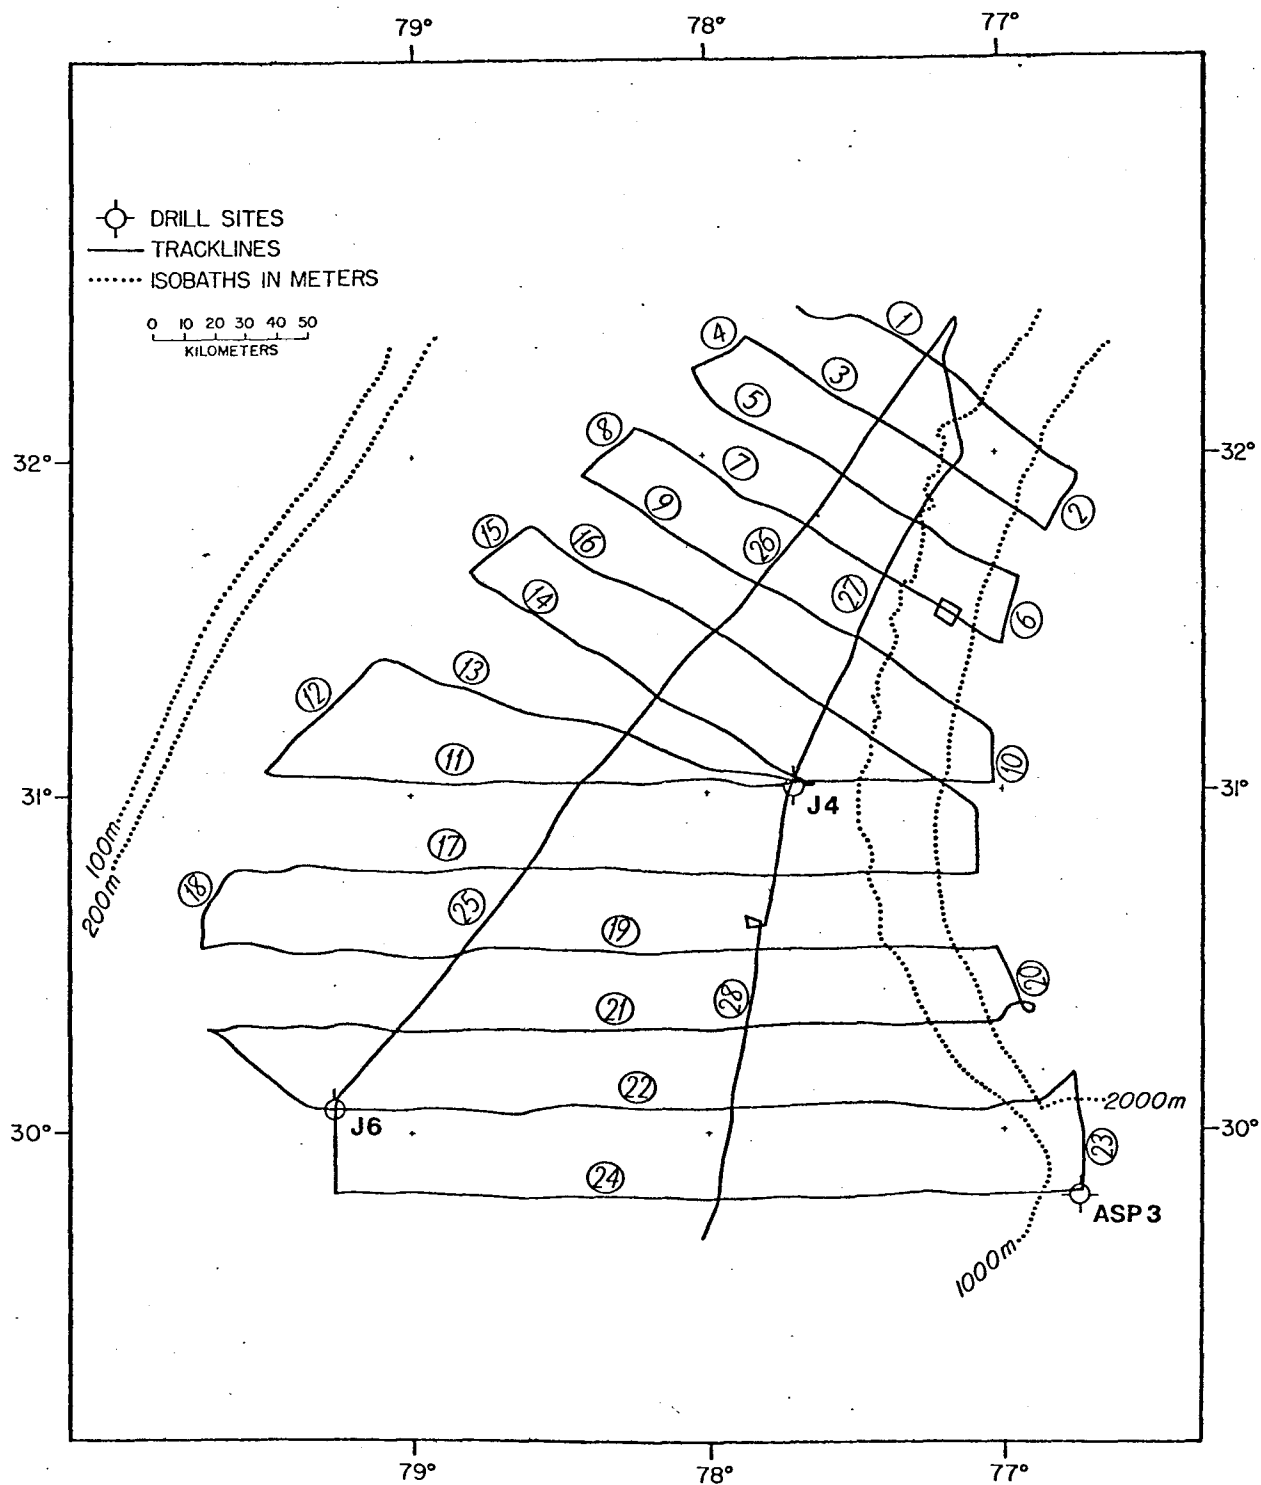 79° 78° 77°
DRILL SITES
TRACKLINES
ISOBATHS IN METERS
0 10 20 30 40 50
KILOMETERS
1
4
3
5
8
32° 7 32°
9 2
15 16 26
14 27
6
13
12
11 10
31° J4 31°
100m
17
200m 18
25 19
20
28
21
22
2000m
30° J6 30°
23
24
ASP 3
1000m
79° 78° 77°